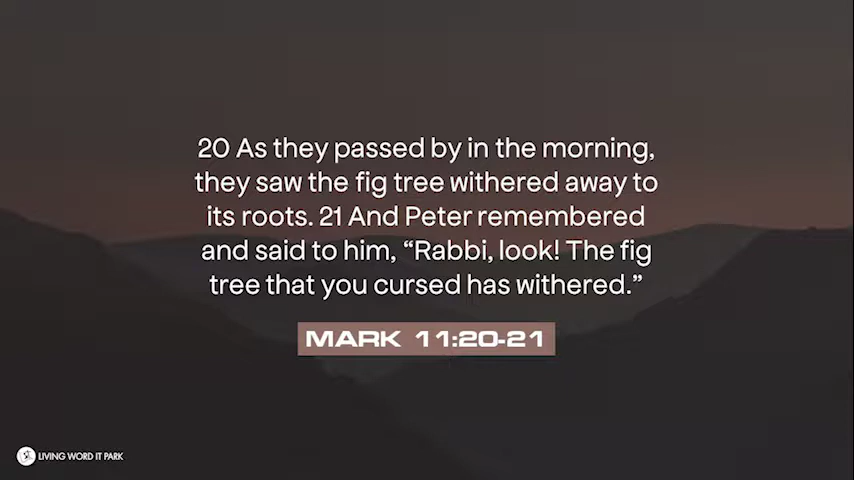 20 As they passed by in the morning,
they saw the fig tree withered away to
its roots. 21 And Peter remembered
and said to him, “Rabbi, look! The fig
tree that you cursed has withered.”
MARK 11:20-21
LIVING WORD IT PARK